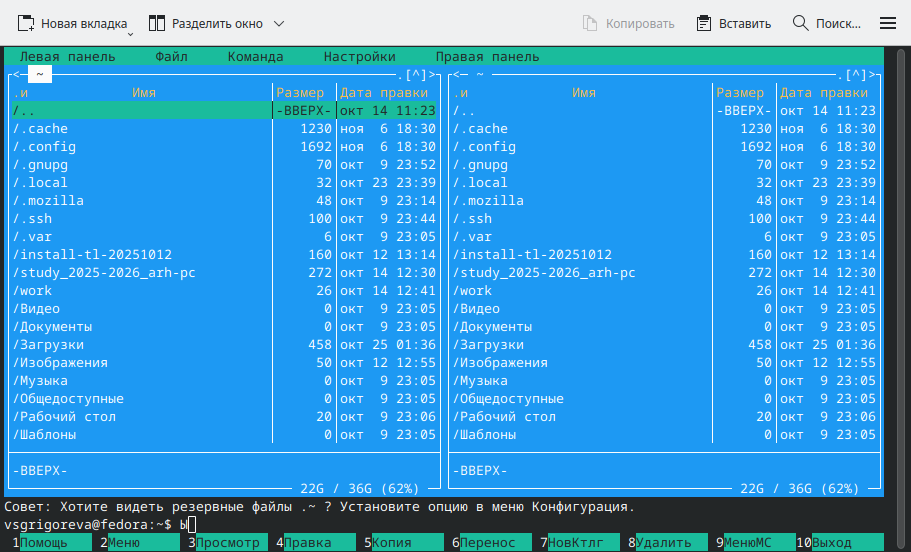 Новая вкладка Разделить окно Копировать Вставить Поиск...
Левая панель Файл Команда Настройки Правая панель
<- ~ .[^]> <- ~ .[^]>
.и Имя Размер Дата правки .и Имя Размер Дата правки
/.. -ВВЕРХ- окт 14 11:23 /.. -ВВЕРХ- окт 14 11:23
/.cache 1230 ноя 6 18:30 /.cache 1230 ноя 6 18:30
/.config 1692 ноя 6 18:30 /.config 1692 ноя 6 18:30
/.gnupg 70 окт 9 23:52 /.gnupg 70 окт 9 23:52
/.local 32 окт 23 23:39 /.local 32 окт 23 23:39
/.mozilla 48 окт 9 23:14 /.mozilla 48 окт 9 23:14
/.ssh 100 окт 9 23:44 /.ssh 100 окт 9 23:44
/.var 6 окт 9 23:05 /.var 6 окт 9 23:05
/install-tl-20251012 160 окт 12 13:14 /install-tl-20251012 160 окт 12 13:14
/study_2025-2026_arh-pc 272 окт 14 12:30 /study_2025-2026_arh-pc 272 окт 14 12:30
/work 26 окт 14 12:41 /work 26 окт 14 12:41
/Видео 0 окт 9 23:05 /Видео 0 окт 9 23:05
/Документы 0 окт 9 23:05 /Документы 0 окт 9 23:05
/Загрузки 458 окт 25 01:36 /Загрузки 458 окт 25 01:36
/Изображения 50 окт 12 12:55 /Изображения 50 окт 12 12:55
/Музыка 0 окт 9 23:05 /Музыка 0 окт 9 23:05
/Общедоступные 0 окт 9 23:05 /Общедоступные 0 окт 9 23:05
/Рабочий стол 20 окт 9 23:06 /Рабочий стол 20 окт 9 23:06
/Шаблоны 0 окт 9 23:05 /Шаблоны 0 окт 9 23:05
-ВВЕРХ- -ВВЕРХ-
22G / 36G (62%) 22G / 36G (62%)
Совет: Хотите видеть резервные файлы .~ ? Установите опцию в меню Конфигурация.
vsgrigoreva@fedora:~$ Ы
1Помощь 2Меню 3Просмотр 4Правка 5Копия 6Перенос 7НовКтлг 8Удалить 9МенюMC 10Выход